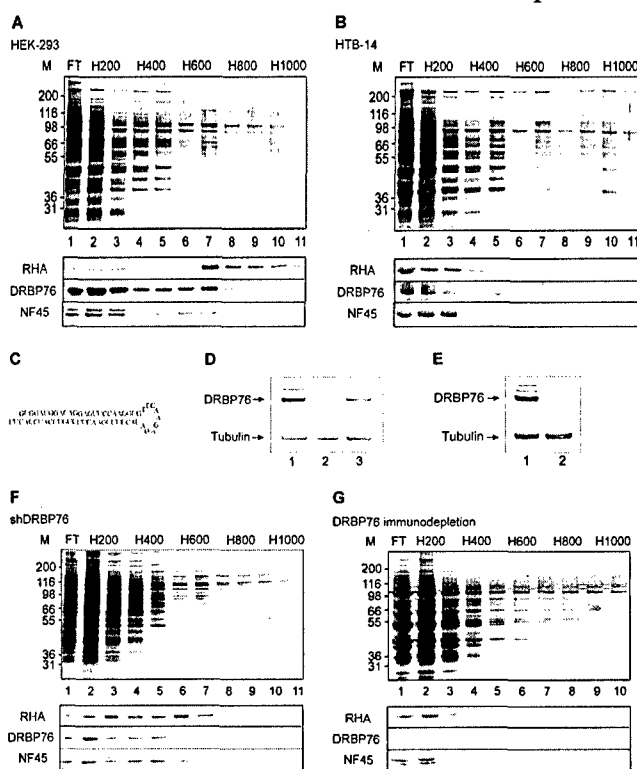 A
HEK-293
M FT H200 H400 H600 H800 H1000
200
116
98
66
55
36
31
1 2 3 4 5 6 7 8 9 10 11
RHA
DRBP76
NF45
B
HTB-14
M FT H200 H400 H600 H800 H1000
200
116
98
66
55
36
31
1 2 3 4 5 6 7 8 9 10 11
RHA
DRBP76
NF45
C
D
DRBP76
Tubulin
1 2 3
E
DRBP76
Tubulin
1 2
F
shDRBP76
M FT H200 H400 H600 H800 H1000
200
116
98
66
55
36
31
1 2 3 4 5 6 7 8 9 10 11
RHA
DRBP76
NF45
G
DRBP76 immunodepletion
M FT H200 H400 H600 H800 H1000
200
116
98
66
55
36
31
1 2 3 4 5 6 7 8 9 10
RHA
DRBP76
NF45